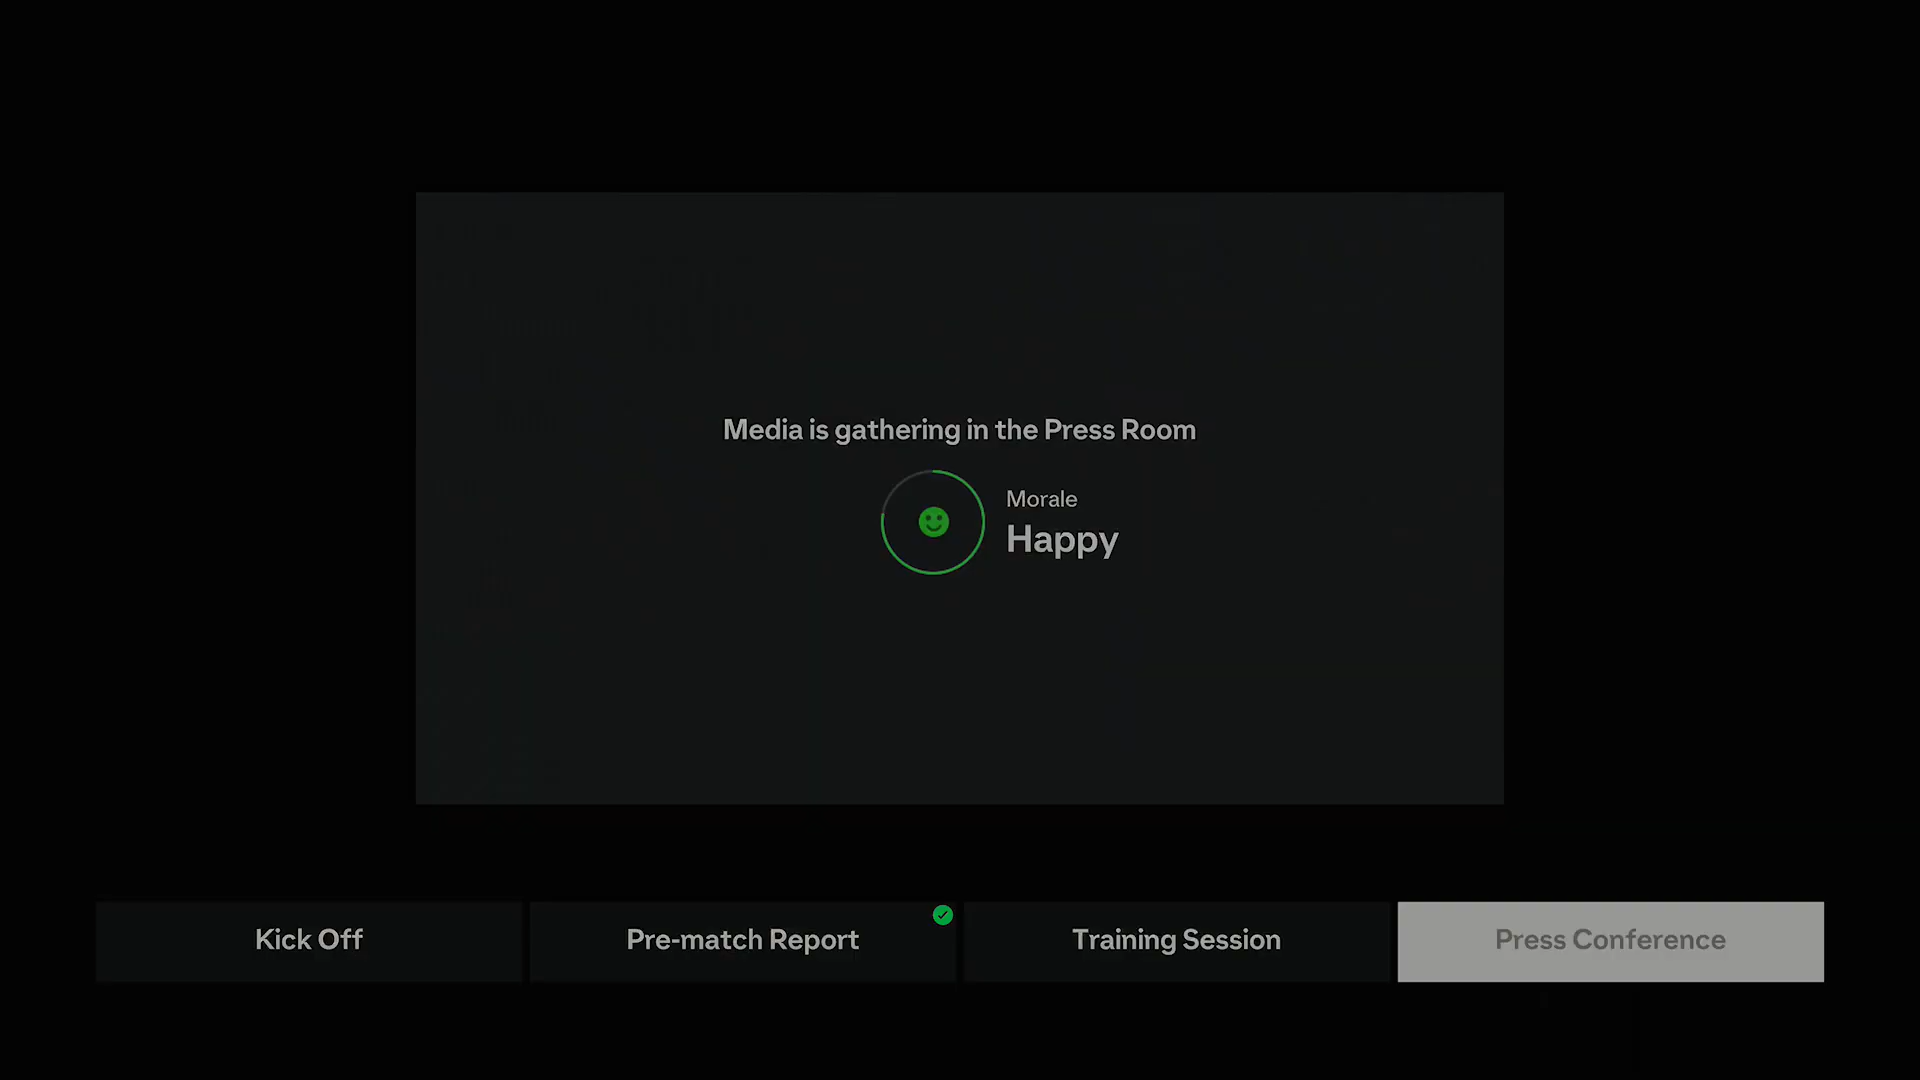 Media is gathering in the Press Room
Morale
Happy
Kick Off
Pre-match Report
Training Session
Press Conference